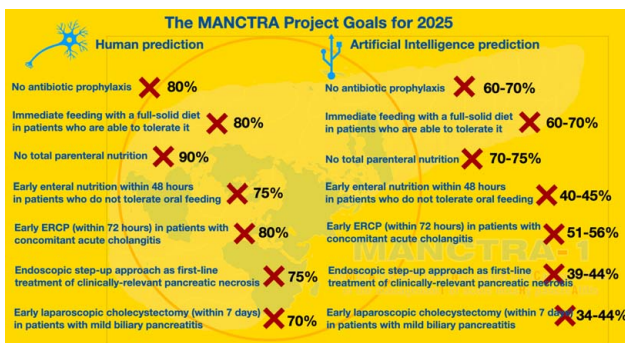 The MANCTRA Project Goals for 2025
Human prediction
No antibiotic prophylaxis 80%
Immediate feeding with a full-solid diet
in patients who are able to tolerate it 80%
No total parenteral nutrition 90%
Early enteral nutrition within 48 hours
in patients who do not tolerate oral feeding 75%
Early ERCP (within 72 hours) in patients with
concomitant acute cholangitis 80%
Endoscopic step-up approach as first-line
treatment of clinically-relevant pancreatic necrosis 75%
Early laparoscopic cholecystectomy (within 7 days)
in patients with mild biliary pancreatitis 70%
Artificial Intelligence prediction
No antibiotic prophylaxis 60-70%
Immediate feeding with a full-solid diet
in patients who are able to tolerate it 60-70%
No total parenteral nutrition 70-75%
Early enteral nutrition within 48 hours
in patients who do not tolerate oral feeding 40-45%
Early ERCP (within 72 hours) in patients with
concomitant acute cholangitis 51-56%
Endoscopic step-up approach as first-line
treatment of clinically-relevant pancreatic necrosis 39-44%
Early laparoscopic cholecystectomy (within 7 days)
in patients with mild biliary pancreatitis 34-44%
MANCTRA-1